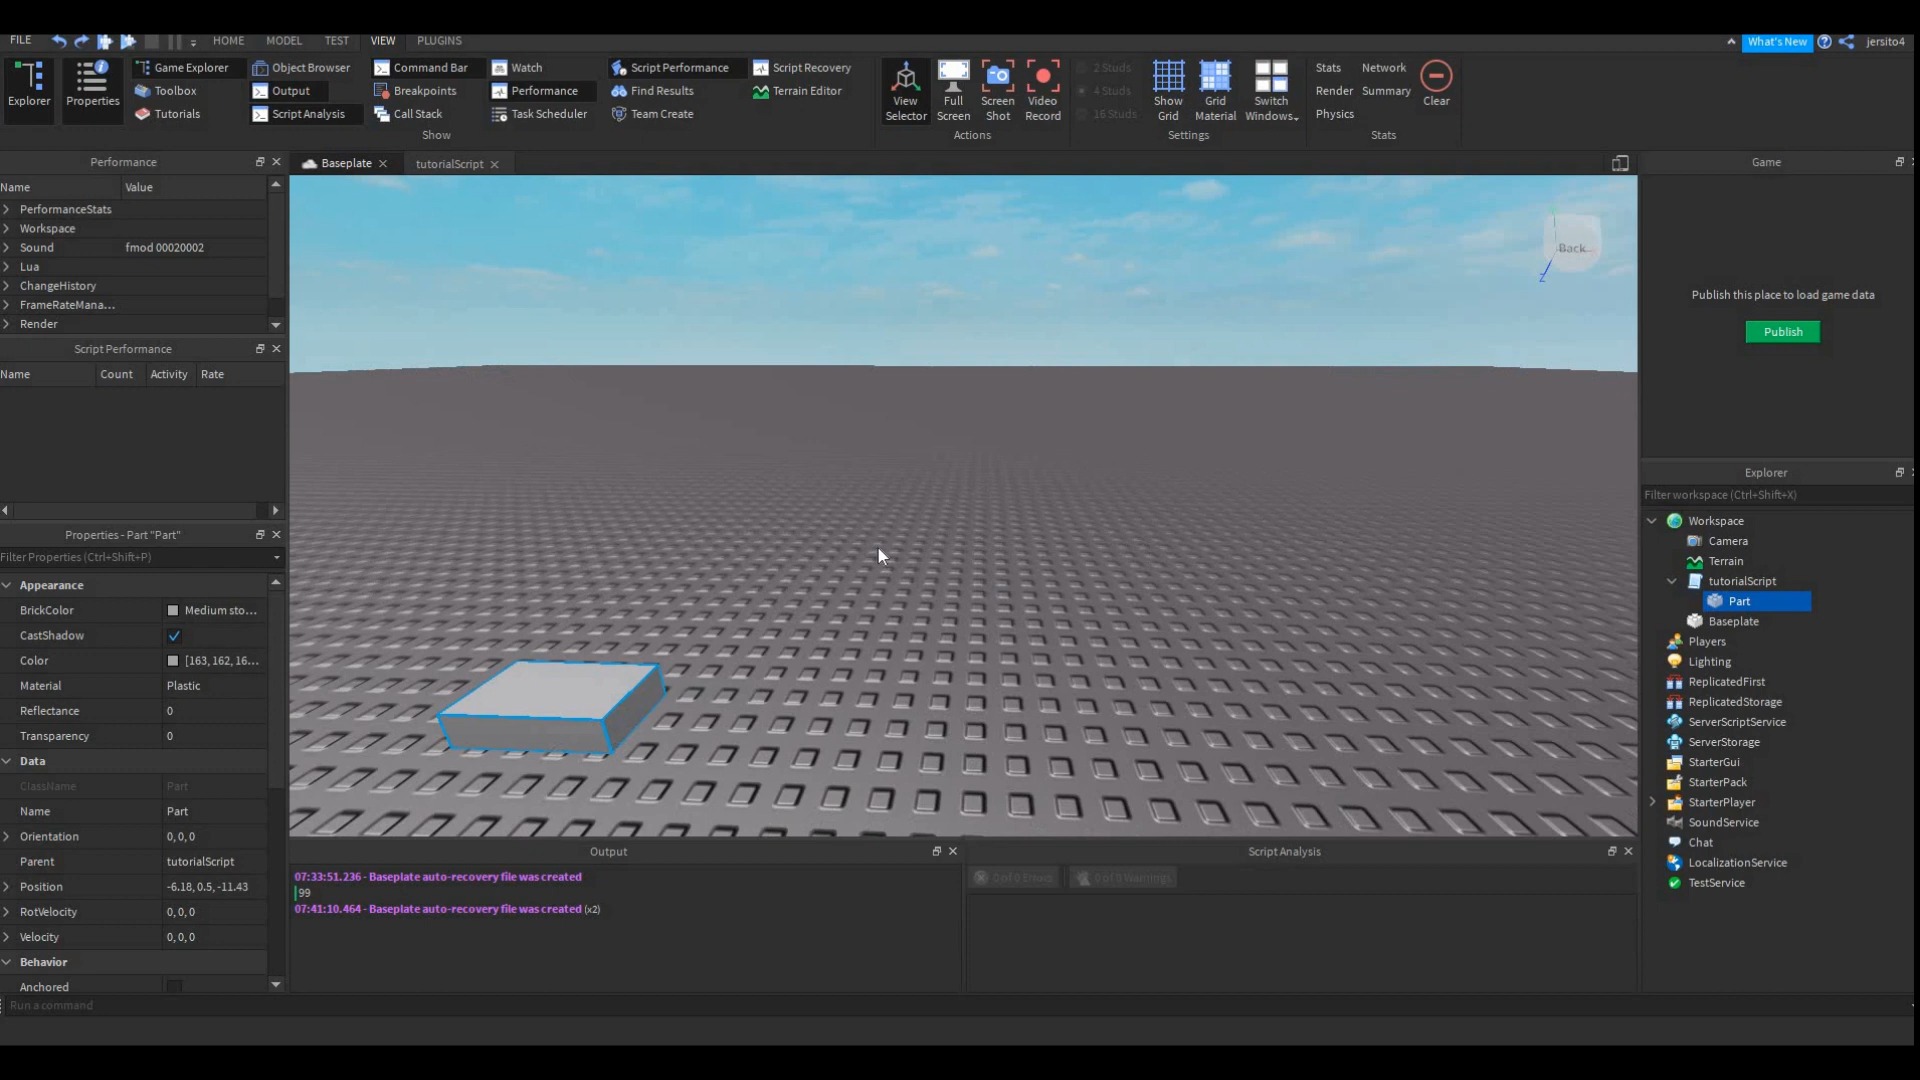 FILE HOME MODEL TEST VIEW PLUGINS What's New jersito4
Explorer Properties Game Explorer Object Browser Command Bar Watch Script Performance Script Recovery
Toolbox Output Breakpoints Performance Find Results Terrain Editor
Tutorials Script Analysis Call Stack Task Scheduler Team Create
Show
View Selector Full Screen Screen Shot Video Record
Actions
2 Studs
4 Studs
16 Studs
Show Grid Grid Material Switch Windows
Settings
Stats Network
Render Summary
Physics
Clear
Stats
Performance
Name Value
PerformanceStats
Workspace
Sound fmod 00020002
Lua
ChangeHistory
FrameRateMana...
Render
Script Performance
Name Count Activity Rate
Properties - Part "Part"
Filter Properties (Ctrl+Shift+P)
Appearance
BrickColor Medium sto...
CastShadow
Color [163, 162, 16...
Material Plastic
Reflectance 0
Transparency 0
Data
ClassName Part
Name Part
Orientation 0, 0, 0
Parent tutorialScript
Position -6.18, 0.5, -11.43
RotVelocity 0, 0, 0
Velocity 0, 0, 0
Behavior
Anchored
Run a command
Baseplate tutorialScript
Back
Z
Output
07:33:51.236 - Baseplate auto-recovery file was created
99
07:41:10.464 - Baseplate auto-recovery file was created (x2)
Script Analysis
0 of 0 Errors 0 of 0 Warnings
Game
Publish this place to load game data
Publish
Explorer
Filter workspace (Ctrl+Shift+X)
Workspace
Camera
Terrain
tutorialScript
Part
Baseplate
Players
Lighting
ReplicatedFirst
ReplicatedStorage
ServerScriptService
ServerStorage
StarterGui
StarterPack
StarterPlayer
SoundService
Chat
LocalizationService
TestService